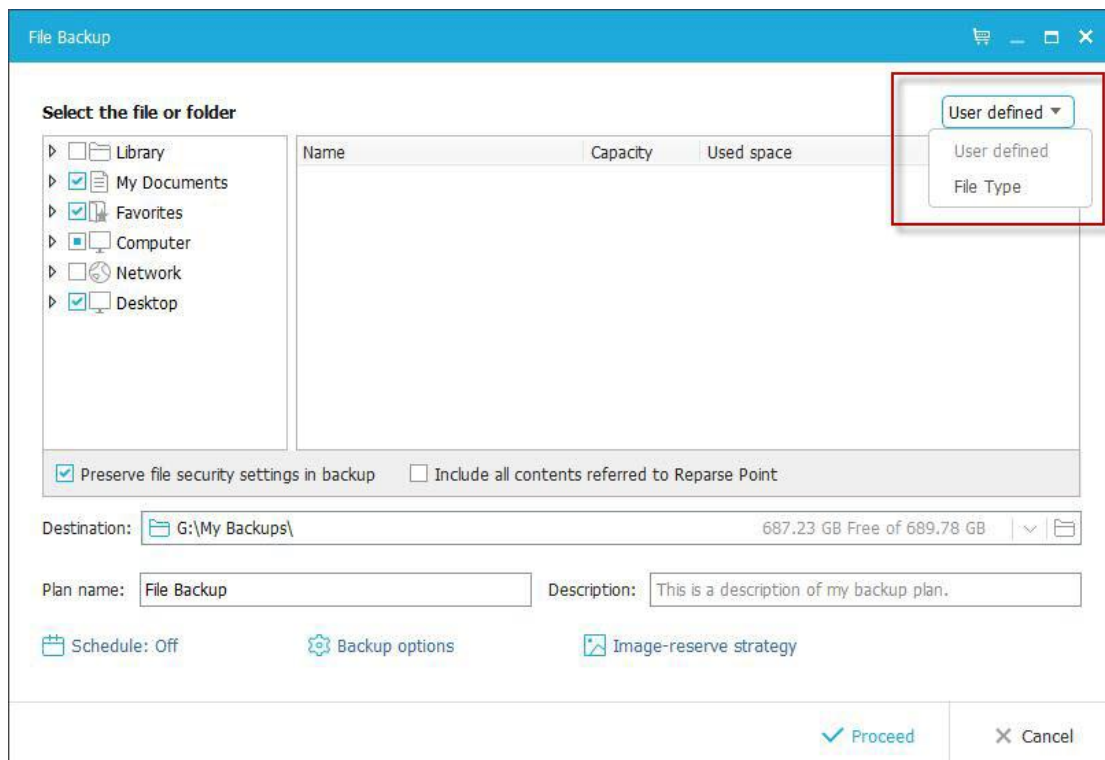 File Backup
Select the file or folder
User defined
User defined
File Type
Library
My Documents
Favorites
Computer
Network
Desktop
Name Capacity Used space
Preserve file security settings in backup Include all contents referred to Reparse Point
Destination: G:\My Backups\ 687.23 GB Free of 689.78 GB
Plan name: File Backup Description: This is a description of my backup plan.
Schedule: Off Backup options Image-reserve strategy
Proceed Cancel